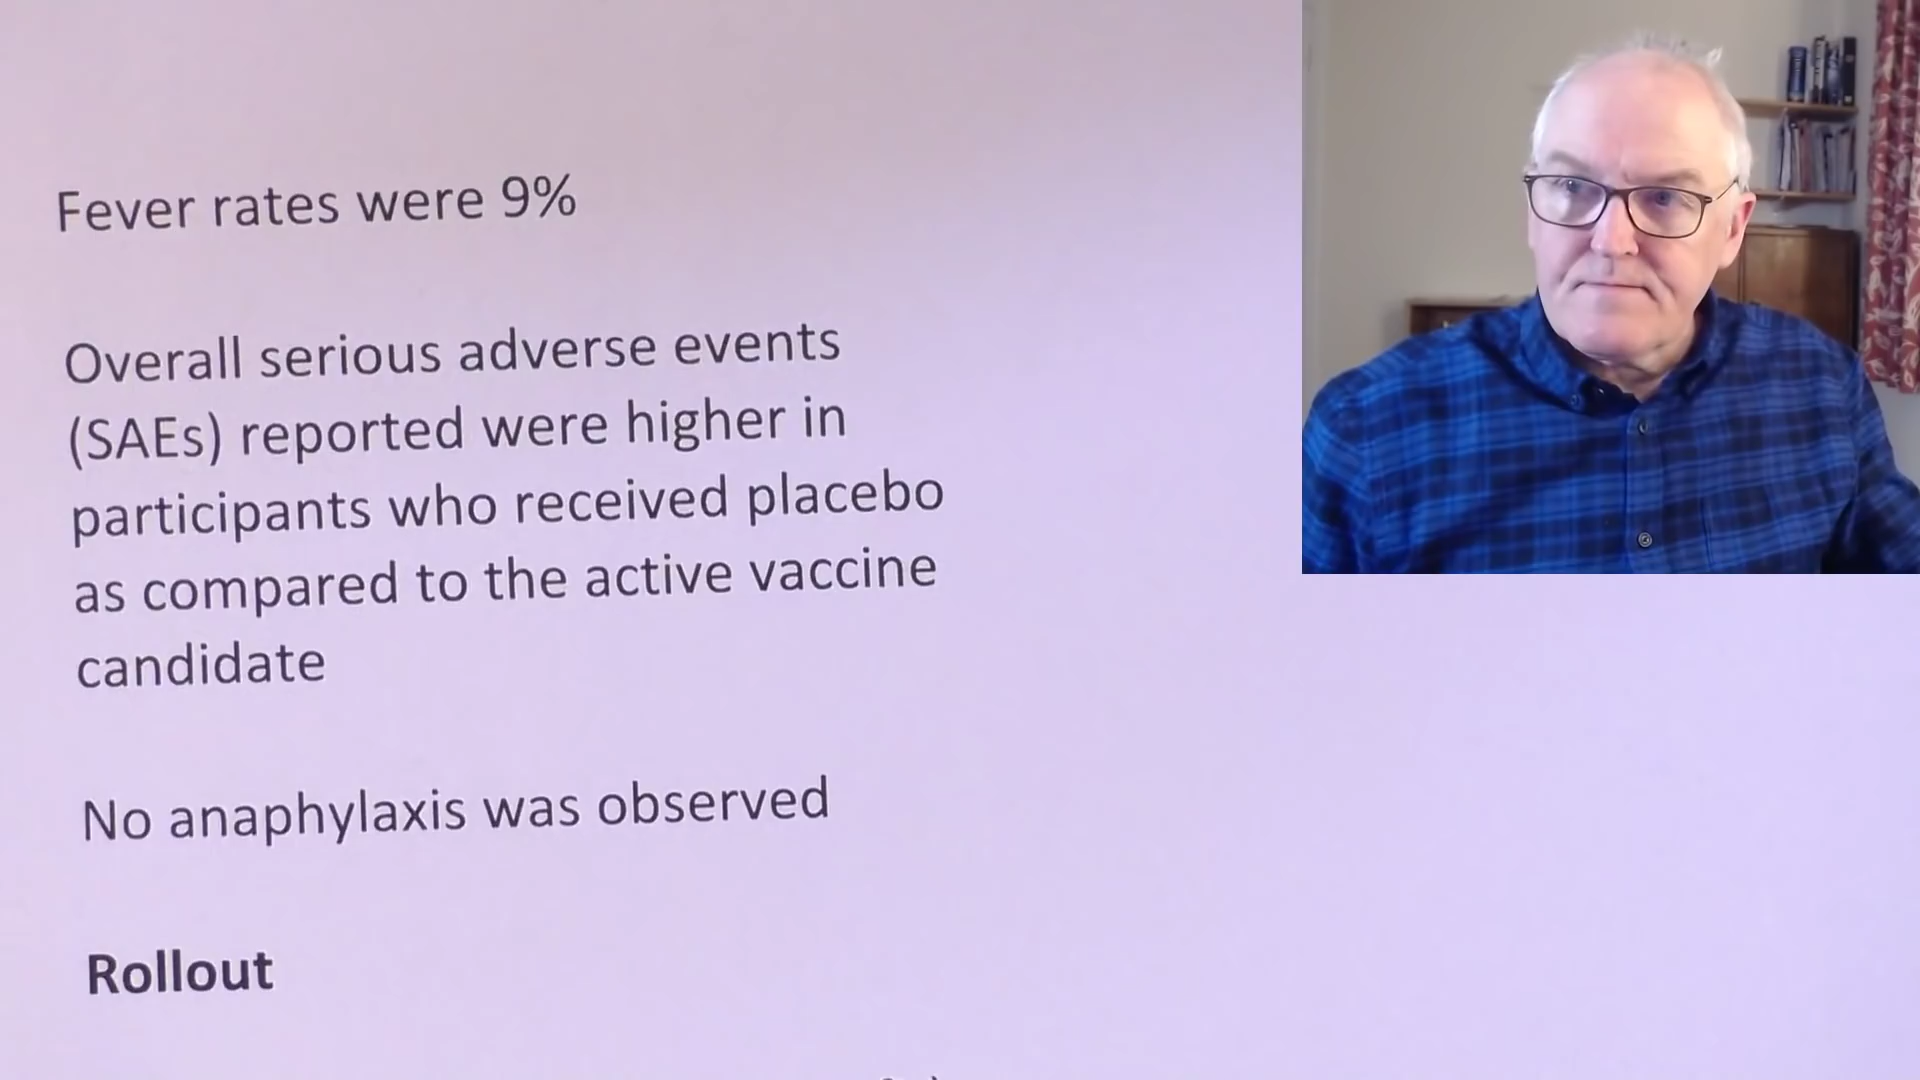 Fever rates were 9%
Overall serious adverse events
(SAEs) reported were higher in
participants who received placebo
as compared to the active vaccine
candidate
No anaphylaxis was observed
Rollout